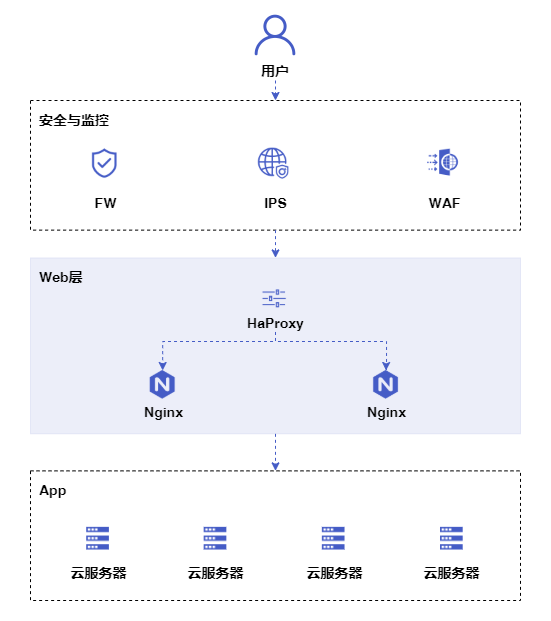 用户
安全与监控
FW
IPS
WAF
Web层
HaProxy
Nginx
Nginx
App
云服务器
云服务器
云服务器
云服务器